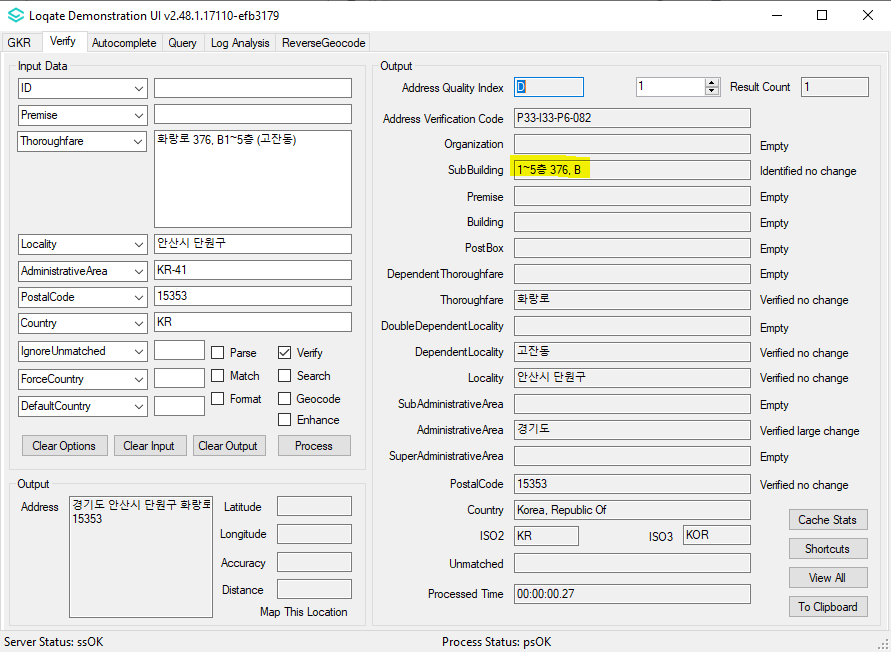 Loqate Demonstration UI v2.48.1.17110-efb3179
GKR Verify Autocomplete Query Log Analysis ReverseGeocode
Input Data
ID
Premise
Thoroughfare 화랑로 376, B1~5층 (고잔동)
Locality 안산시 단원구
AdministrativeArea KR-41
PostalCode 15353
Country KR
IgnoreUnmatched Parse Verify
ForceCountry Match Search
DefaultCountry Format Geocode
Enhance
Clear Options Clear Input Clear Output Process
Output
Address 경기도 안산시 단원구 화랑로
15353
Latitude
Longitude
Accuracy
Distance
Map This Location
Output
Address Quality Index D 1 Result Count 1
Address Verification Code P33-I33-P6-082
Organization Empty
SubBuilding 1~5층 376, B Identified no change
Premise Empty
Building Empty
PostBox Empty
DependentThoroughfare Empty
Thoroughfare 화랑로 Verified no change
DoubleDependentLocality Empty
DependentLocality 고잔동 Verified no change
Locality 안산시 단원구 Verified no change
SubAdministrativeArea Empty
AdministrativeArea 경기도 Verified large change
SuperAdministrativeArea Empty
PostalCode 15353 Verified no change
Country Korea, Republic Of
ISO2 KR ISO3 KOR
Unmatched
Processed Time 00:00:00.27
Cache Stats
Shortcuts
View All
To Clipboard
Server Status: ssOK Process Status: psOK